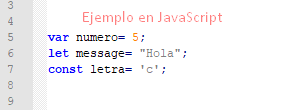 3
Ejemplo en JavaScript
4
5 var numero= 5;
6 let message= "Hola";
7 const letra= 'c';
8
9